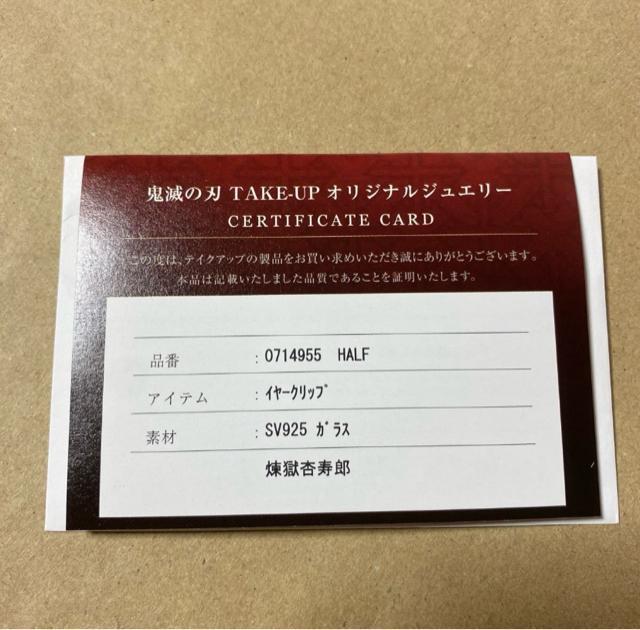 鬼滅の刃 TAKE-UP オリジナルジュエリー
CERTIFICATE CARD
この度は、テイクアップの製品をお買い求めいただき誠にありがとうございます。
本品は記載いたしました品質であることを証明いたします。
品番 : 0714955 HALF
アイテム : ｲﾔｰｸﾘｯﾌﾟ
素材 : SV925 ｶﾞﾗｽ
煉獄杏寿郎